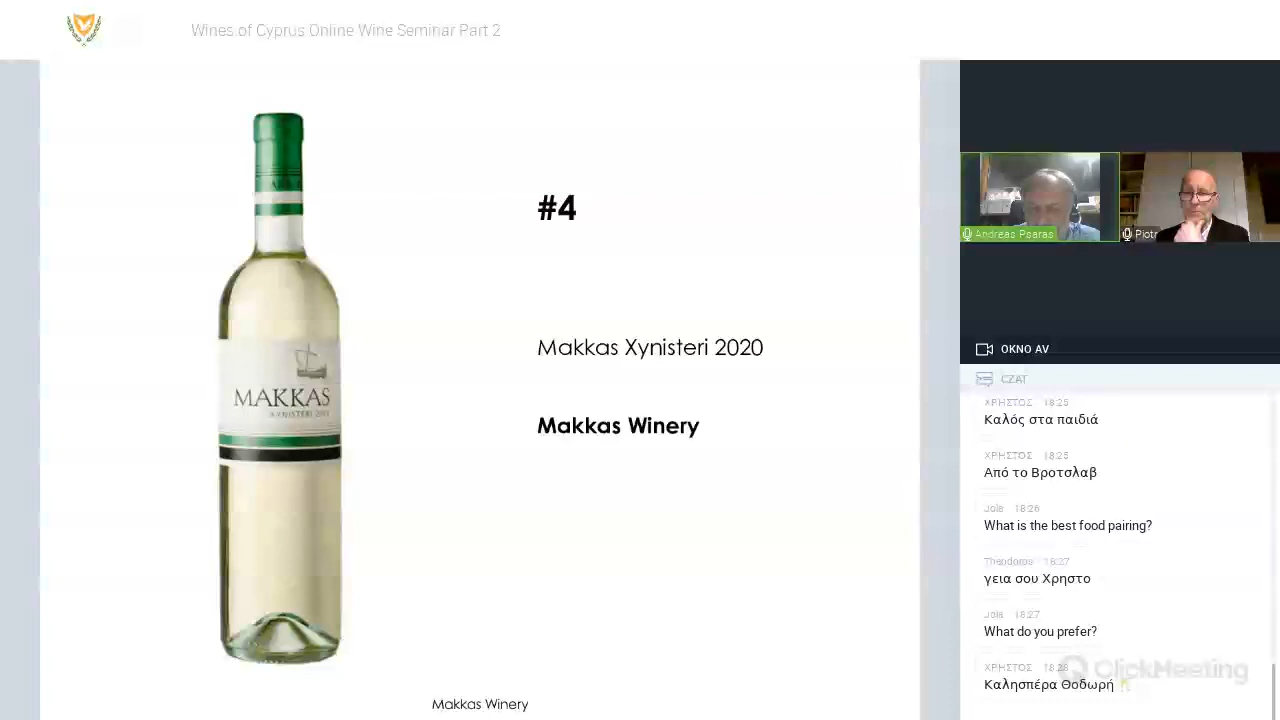 Wines of Cyprus Online Wine Seminar Part 2
MAKKAS
XYNISTERI
#4
Makkas Xynisteri 2020
Makkas Winery
Makkas Winery
Andreas Psaras
Piotr
OKNO AV
CZAT
ΧΡΗΣΤΟΣ 18:25
Καλός στα παιδιά
ΧΡΗΣΤΟΣ 18:25
Από το Βροτσλαβ
Jola 18:26
What is the best food pairing?
Theodoros 18:27
γεια σου Χρηστο
Jola 18:27
What do you prefer?
ΧΡΗΣΤΟΣ 18:28
Καλησπέρα Θοδωρή
ClickMeeting